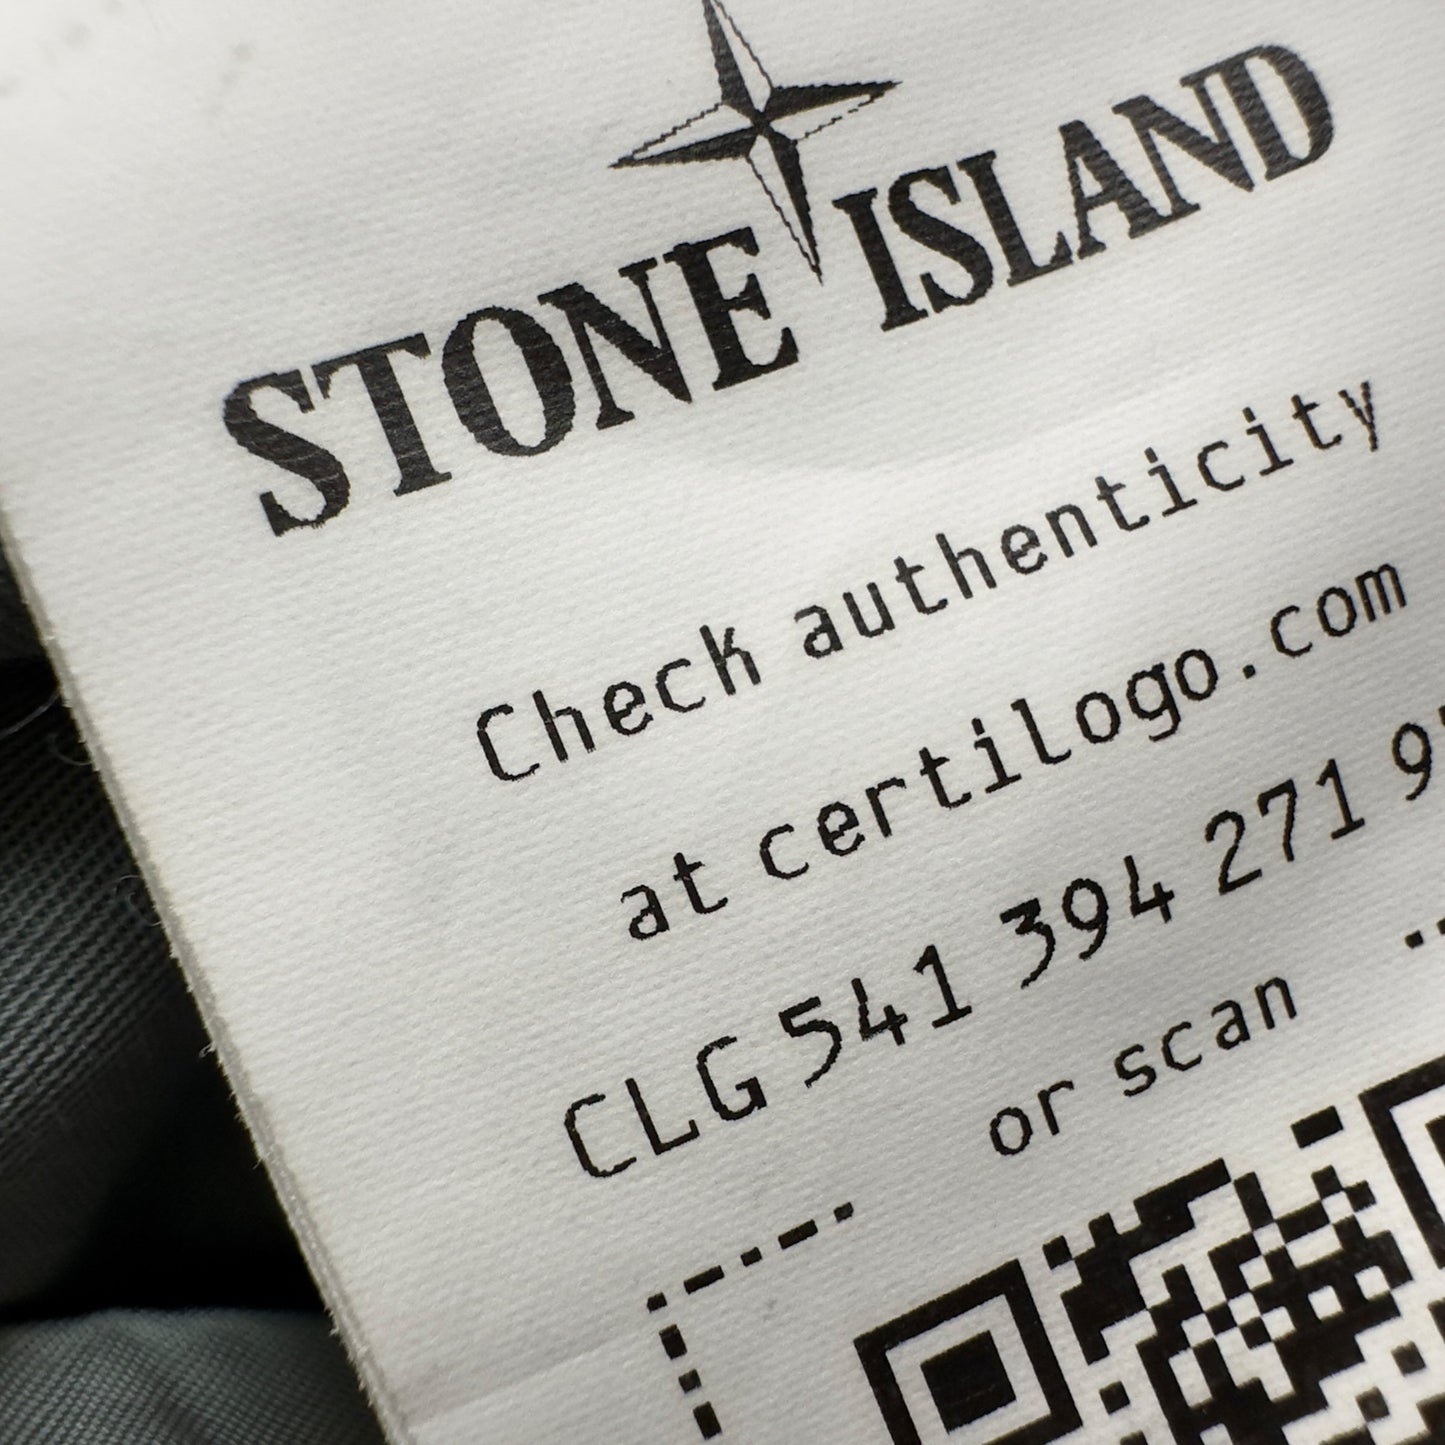 STONE ISLAND
Check authenticity
at certilogo.com
CLG 541 394 271
or scan